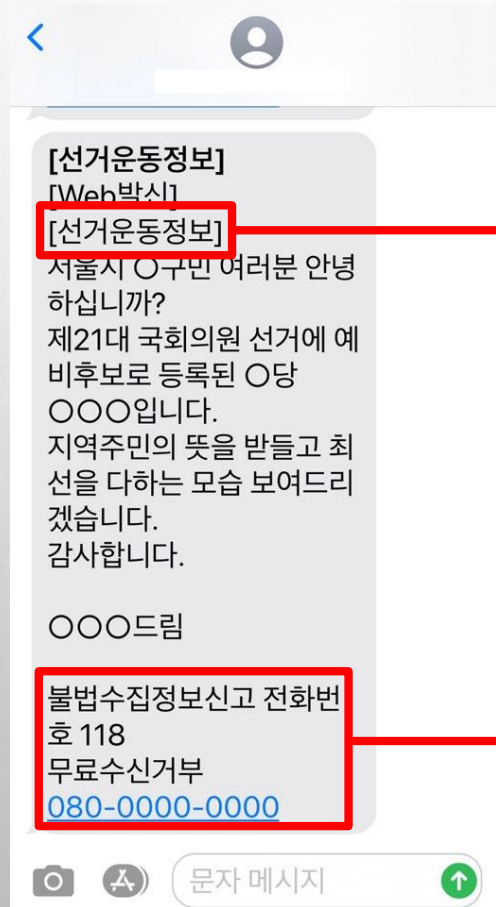 [선거운동정보]
[Web발신]
[선거운동정보]
서울시 ○구민 여러분 안녕
하십니까?
제21대 국회의원 선거에 예
비후보로 등록된 ○당
○○○입니다.
지역주민의 뜻을 받들고 최
선을 다하는 모습 보여드리
겠습니다.
감사합니다.
○○○드림
불법수집정보신고 전화번
호 118
무료수신거부
080-0000-0000
문자 메시지